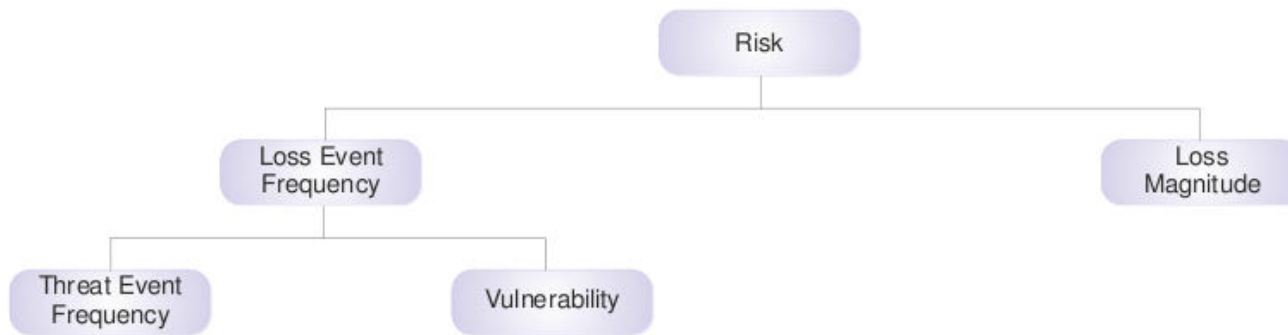 Risk
Loss Event
Frequency
Loss
Magnitude
Threat Event
Frequency
Vulnerability